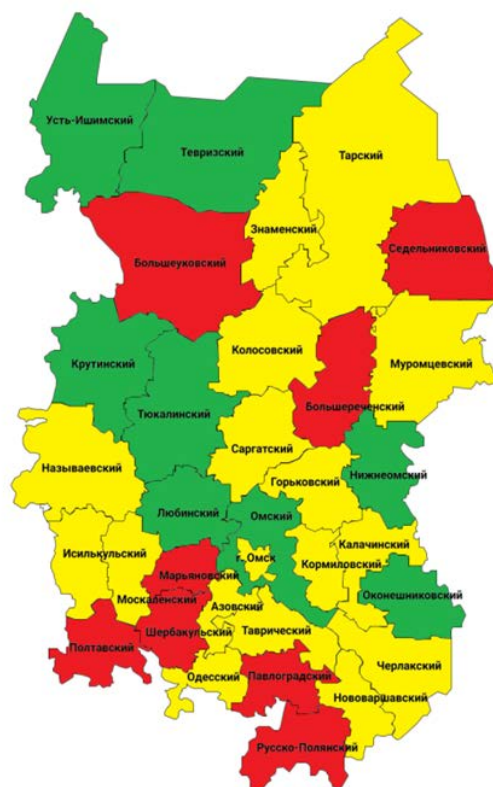 Усть-Ишимский
Тевризский
Тарский
Знаменский
Седельниковский
Большеуковский
Колосовский
Крутинский
Муромцевский
Тюкалинский
Большереченский
Саргатский
Называевский
Нижнеомский
Горьковский
Любинский
Омский
Исилькульский
Калачинский
г. Омск
Кормиловский
Марьяновский
Оконешниковский
Москаленский
Азовский
Полтавский
Шербакульский
Таврический
Черлакский
Одесский
Павлоградский
Нововаршавский
Русско-Полянский